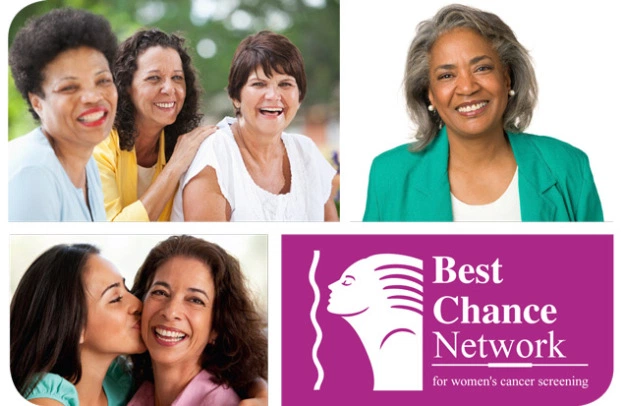 Best
Chance
Network
for women's cancer screening